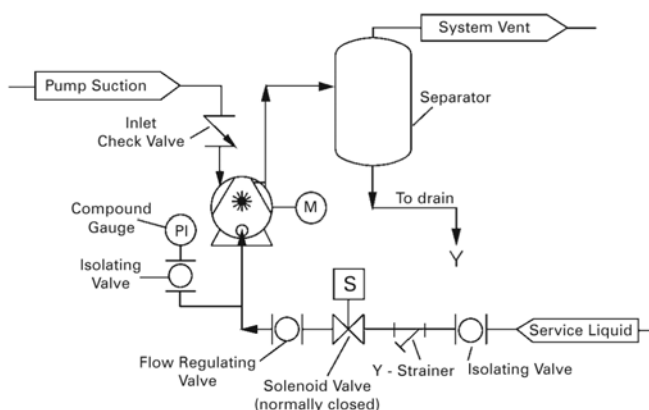 System Vent
Pump Suction
Separator
Inlet
Check Valve
To drain
M
Compound
Gauge
PI
Isolating
Valve
Y
S
Service Liquid
Flow Regulating
Valve
Solenoid Valve
(normally closed)
Y - Strainer
Isolating Valve